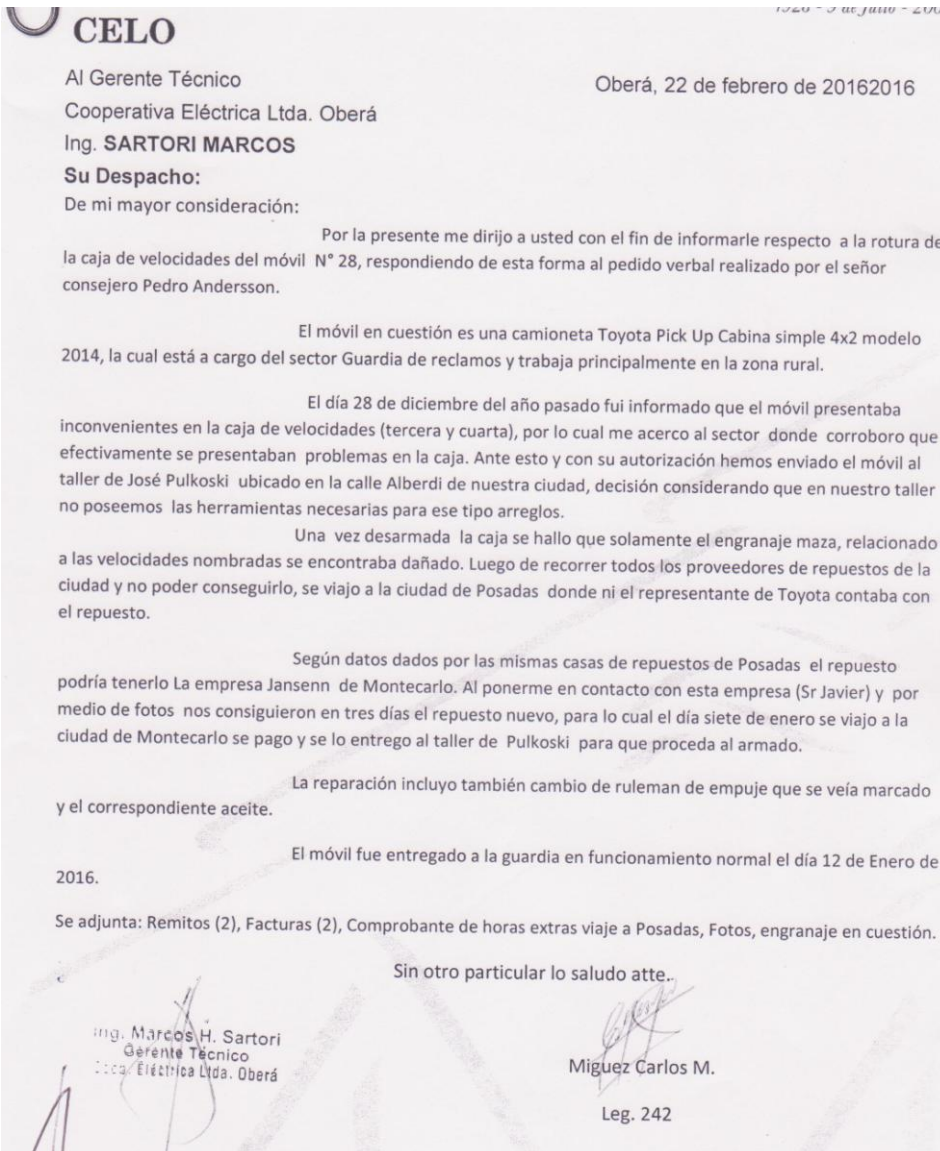 1926 - 9 de Julio - 200
CELO
Al Gerente Técnico
Oberá, 22 de febrero de 20162016
Cooperativa Eléctrica Ltda. Oberá
Ing. SARTORI MARCOS
Su Despacho:
De mi mayor consideración:
Por la presente me dirijo a usted con el fin de informarle respecto a la rotura de
la caja de velocidades del móvil N° 28, respondiendo de esta forma al pedido verbal realizado por el señor
consejero Pedro Andersson.
El móvil en cuestión es una camioneta Toyota Pick Up Cabina simple 4x2 modelo
2014, la cual está a cargo del sector Guardia de reclamos y trabaja principalmente en la zona rural.
El día 28 de diciembre del año pasado fui informado que el móvil presentaba
inconvenientes en la caja de velocidades (tercera y cuarta), por lo cual me acerco al sector donde corroboro que
efectivamente se presentaban problemas en la caja. Ante esto y con su autorización hemos enviado el móvil al
taller de José Pulkoski ubicado en la calle Alberdi de nuestra ciudad, decisión considerando que en nuestro taller
no poseemos las herramientas necesarias para ese tipo arreglos.
Una vez desarmada la caja se hallo que solamente el engranaje maza, relacionado
a las velocidades nombradas se encontraba dañado. Luego de recorrer todos los proveedores de repuestos de la
ciudad y no poder conseguirlo, se viajo a la ciudad de Posadas donde ni el representante de Toyota contaba con
el repuesto.
Según datos dados por las mismas casas de repuestos de Posadas el repuesto
podría tenerlo La empresa Jansenn de Montecarlo. Al ponerme en contacto con esta empresa (Sr Javier) y por
medio de fotos nos consiguieron en tres días el repuesto nuevo, para lo cual el día siete de enero se viajo a la
ciudad de Montecarlo se pago y se lo entrego al taller de Pulkoski para que proceda al armado.
La reparación incluyo también cambio de ruleman de empuje que se veía marcado
y el correspondiente aceite.
El móvil fue entregado a la guardia en funcionamiento normal el día 12 de Enero de
2016.
Se adjunta: Remitos (2), Facturas (2), Comprobante de horas extras viaje a Posadas, Fotos, engranaje en cuestión.
Sin otro particular lo saludo atte.
Ing. Marcos H. Sartori
Gerente Técnico
Eléctrica Ltda. Oberá
Miguez Carlos M.
Leg. 242